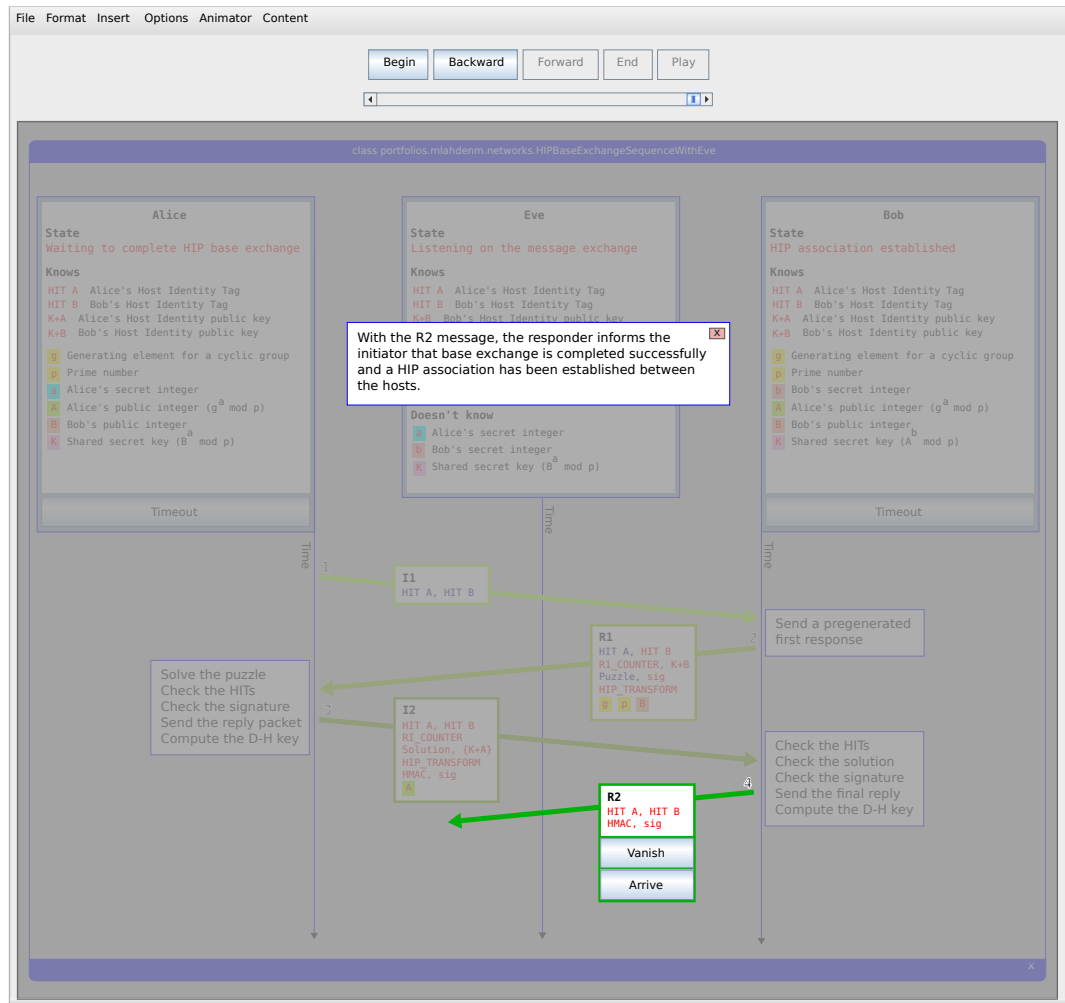 File Format Insert Options Animator Content
Begin Backward Forward End Play
class portfolios.mlahdenm.networks.HIPBaseExchangeSequenceWithEve
Alice
State
Waiting to complete HIP base exchange
Knows
HIT A Alice's Host Identity Tag
HIT B Bob's Host Identity Tag
K+A Alice's Host Identity public key
K+B Bob's Host Identity public key
g Generating element for a cyclic group
p Prime number
a Alice's secret integer
A Alice's public integer (g^a mod p)
B Bob's public integer
K Shared secret key (B^a mod p)
Timeout
Eve
State
Listening on the message exchange
Knows
HIT A Alice's Host Identity Tag
HIT B Bob's Host Identity Tag
K+B Bob's Host Identity public key
With the R2 message, the responder informs the
initiator that base exchange is completed successfully
and a HIP association has been established between
the hosts.
X
Doesn't know
a Alice's secret integer
b Bob's secret integer
K Shared secret key (B^a mod p)
Bob
State
HIP association established
Knows
HIT A Alice's Host Identity Tag
HIT B Bob's Host Identity Tag
K+A Alice's Host Identity public key
K+B Bob's Host Identity public key
g Generating element for a cyclic group
p Prime number
b Bob's secret integer
A Alice's public integer (g^a mod p)
B Bob's public integer
K Shared secret key (A^b mod p)
Timeout
Time
Time
Time
1
I1
HIT A, HIT B
Send a pregenerated
first response
2
R1
HIT A, HIT B
R1_COUNTER, K+B
Puzzle, sig
HIP_TRANSFORM
g p B
Solve the puzzle
Check the HITs
Check the signature
Send the reply packet
Compute the D-H key
3
I2
HIT A, HIT B
RI_COUNTER
Solution, {K+A}
HIP_TRANSFORM
HMAC, sig
A
Check the HITs
Check the solution
Check the signature
Send the final reply
Compute the D-H key
4
R2
HIT A, HIT B
HMAC, sig
Vanish
Arrive
X